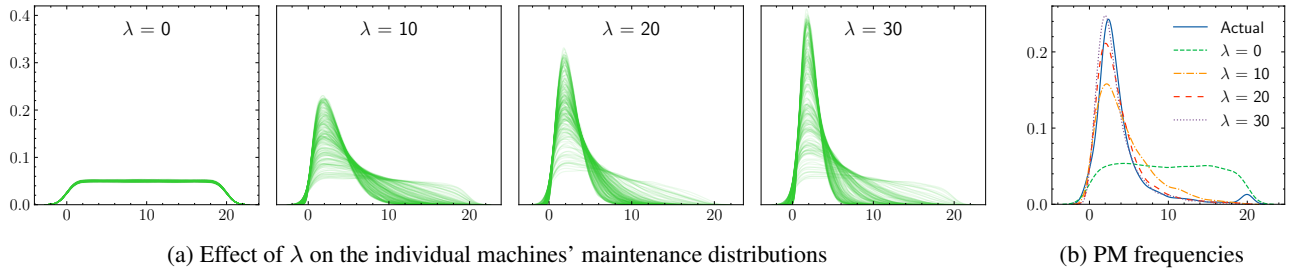 λ = 0
λ = 10
λ = 20
λ = 30
0.4
0.3
0.2
0.1
0.0
0 10 20
0 10 20
0 10 20
0 10 20
Actual
λ = 0
λ = 10
λ = 20
λ = 30
0.2
0.1
0.0
0 5 10 15 20
(a) Effect of λ on the individual machines’ maintenance distributions
(b) PM frequencies